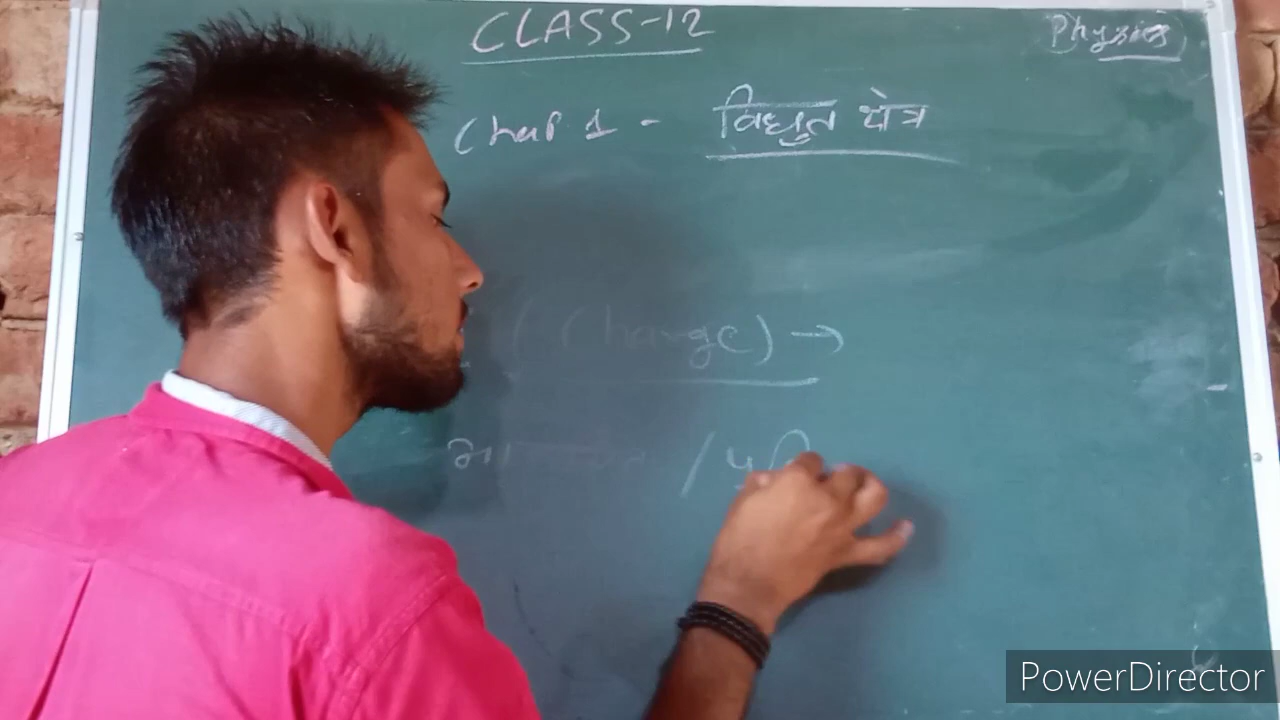 CLASS-12
Physics
Chap 1 - विधुत क्षेत्र
(Charge) →
PowerDirector